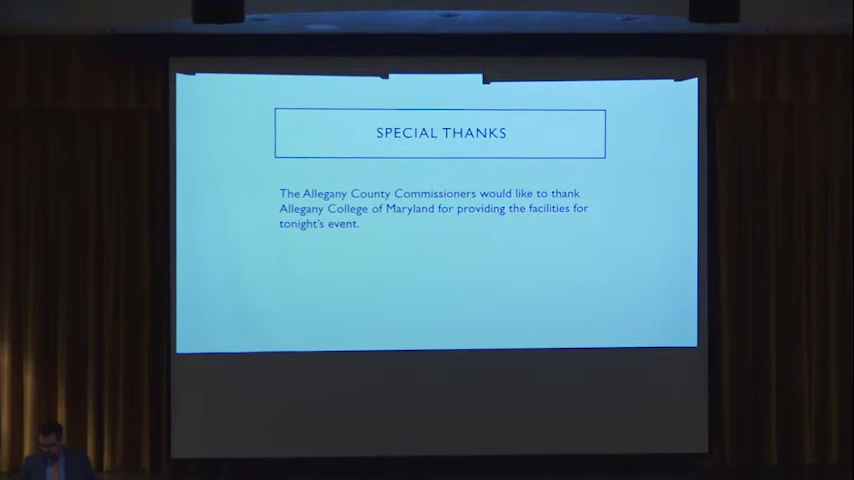 SPECIAL THANKS
The Allegany County Commissioners would like to thank
Allegany College of Maryland for providing the facilities for
tonight's event.